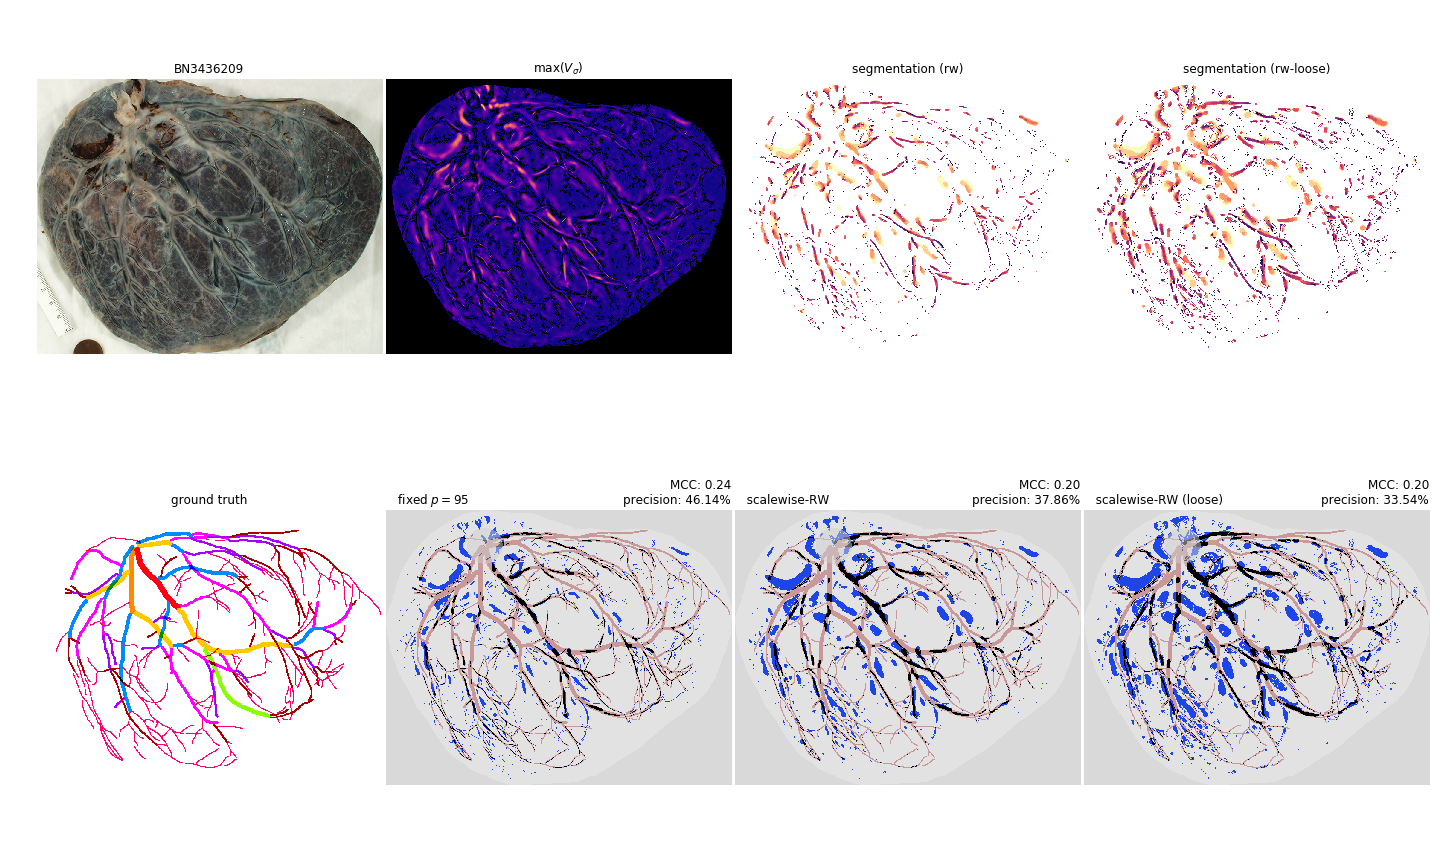 BN3436209
max(V_σ)
segmentation (rw)
segmentation (rw-loose)
ground truth
fixed p = 95
MCC: 0.24
precision: 46.14%
scalewise-RW
MCC: 0.20
precision: 37.86%
scalewise-RW (loose)
MCC: 0.20
precision: 33.54%